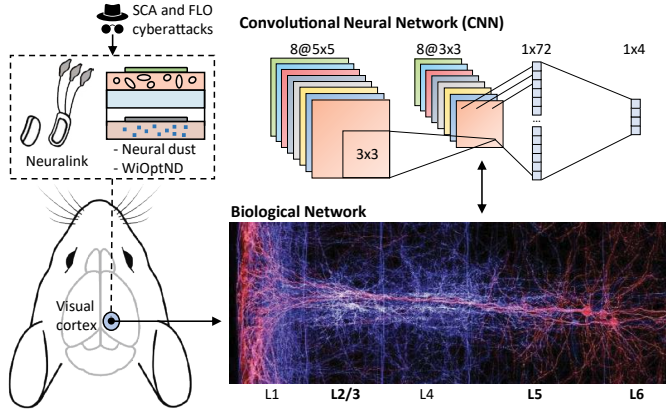 SCA and FLO
cyberattacks
Neuralink
- Neural dust
- WiOptND
Visual
cortex
Convolutional Neural Network (CNN)
8@5x5 8@3x3 1x72 1x4
3x3
...
Biological Network
L1 L2/3 L4 L5 L6